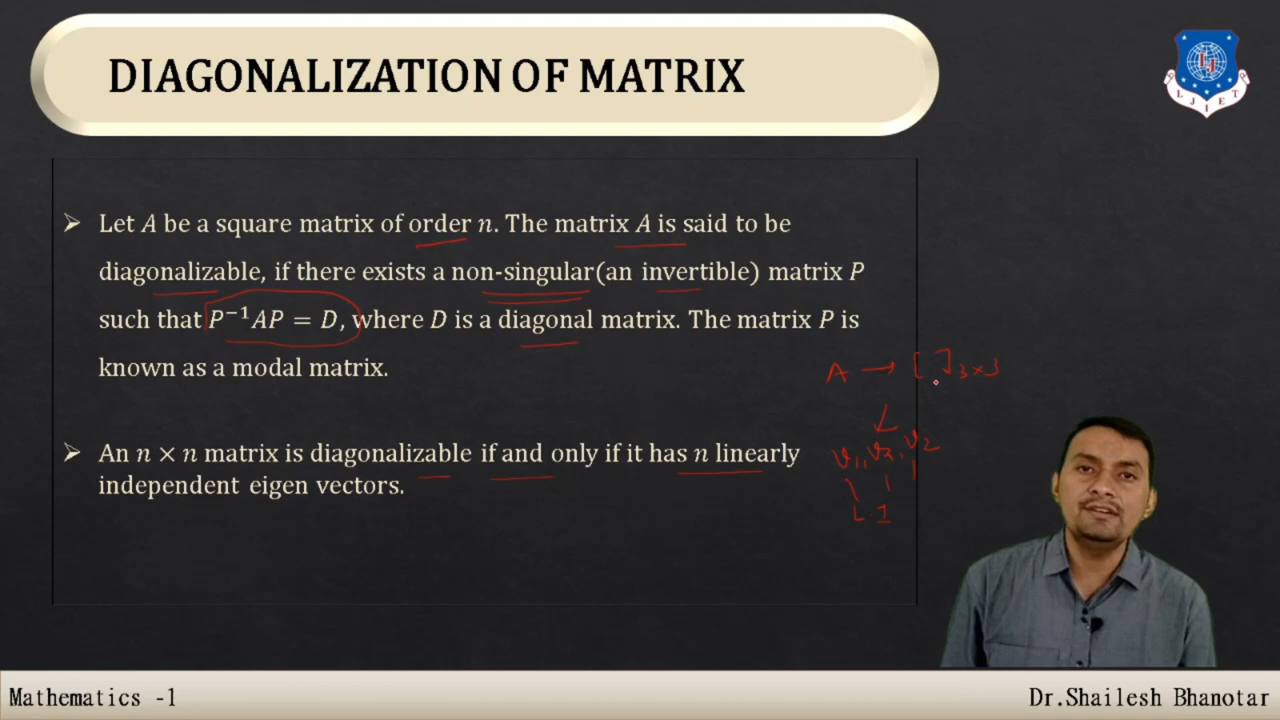 DIAGONALIZATION OF MATRIX
L J I E T
➢ Let A be a square matrix of order n. The matrix A is said to be
diagonalizable, if there exists a non-singular(an invertible) matrix P
such that P⁻¹AP = D, where D is a diagonal matrix. The matrix P is
known as a modal matrix.
A → [ ]3×3
➢ An n × n matrix is diagonalizable if and only if it has n linearly
independent eigen vectors.
v1, v2, v2
L.I
Mathematics -1
Dr.Shailesh Bhanotar